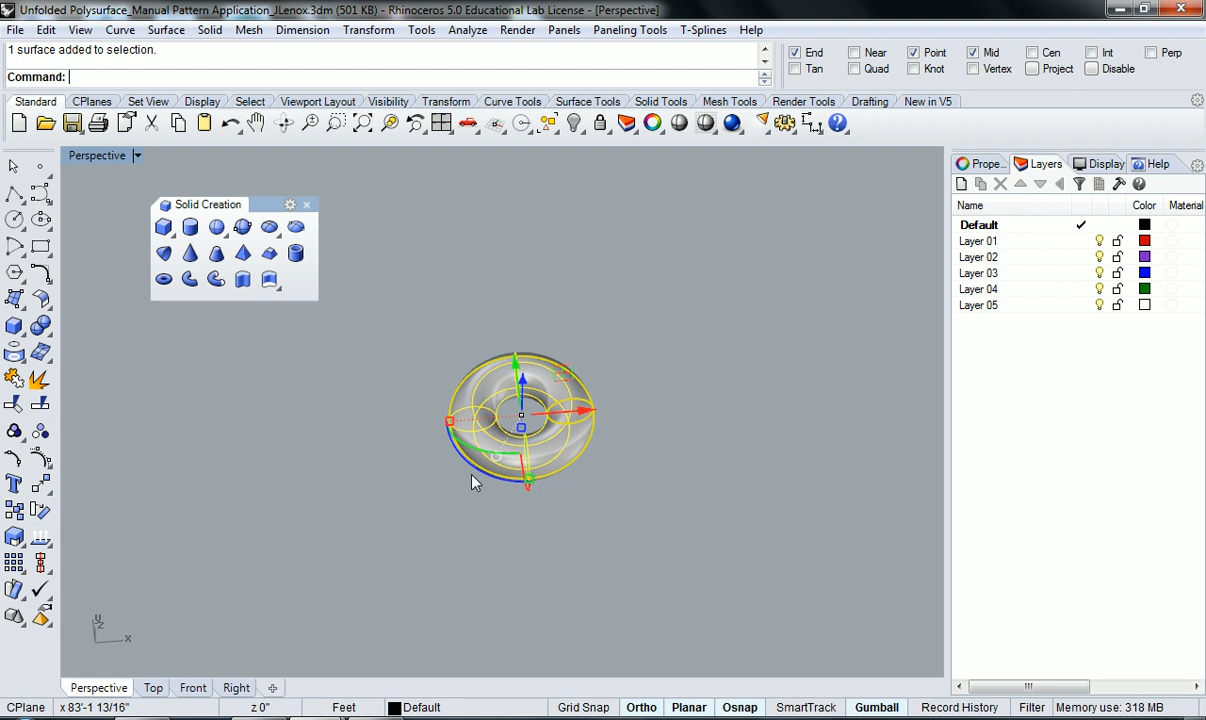 Unfolded Polysurface_Manual Pattern Application_JLenox.3dm (501 KB) - Rhinoceros 5.0 Educational Lab License - [Perspective]
File Edit View Curve Surface Solid Mesh Dimension Transform Tools Analyze Render Panels Paneling Tools T-Splines Help
1 surface added to selection.
Command:
End Near Point Mid Cen Int Perp
Tan Quad Knot Vertex Project Disable
Standard CPlanes Set View Display Select Viewport Layout Visibility Transform Curve Tools Surface Tools Solid Tools Mesh Tools Render Tools Drafting New in V5
Perspective
Solid Creation
Prope... Layers Display Help
Name Color Material
Default
Layer 01
Layer 02
Layer 03
Layer 04
Layer 05
z
x
Perspective Top Front Right
CPlane x 83'-1 13/16" z 0" Feet Default Grid Snap Ortho Planar Osnap SmartTrack Gumball Record History Filter Memory use: 318 MB